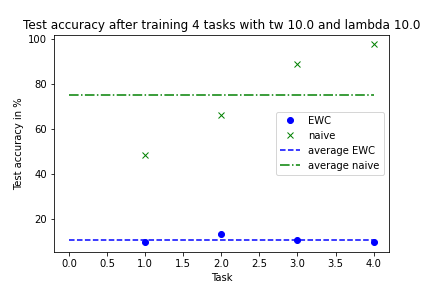 Test accuracy after training 4 tasks with tw 10.0 and lambda 10.0
100
80
60
40
20
Test accuracy in %
EWC
naive
average EWC
average naive
0.0 0.5 1.0 1.5 2.0 2.5 3.0 3.5 4.0
Task